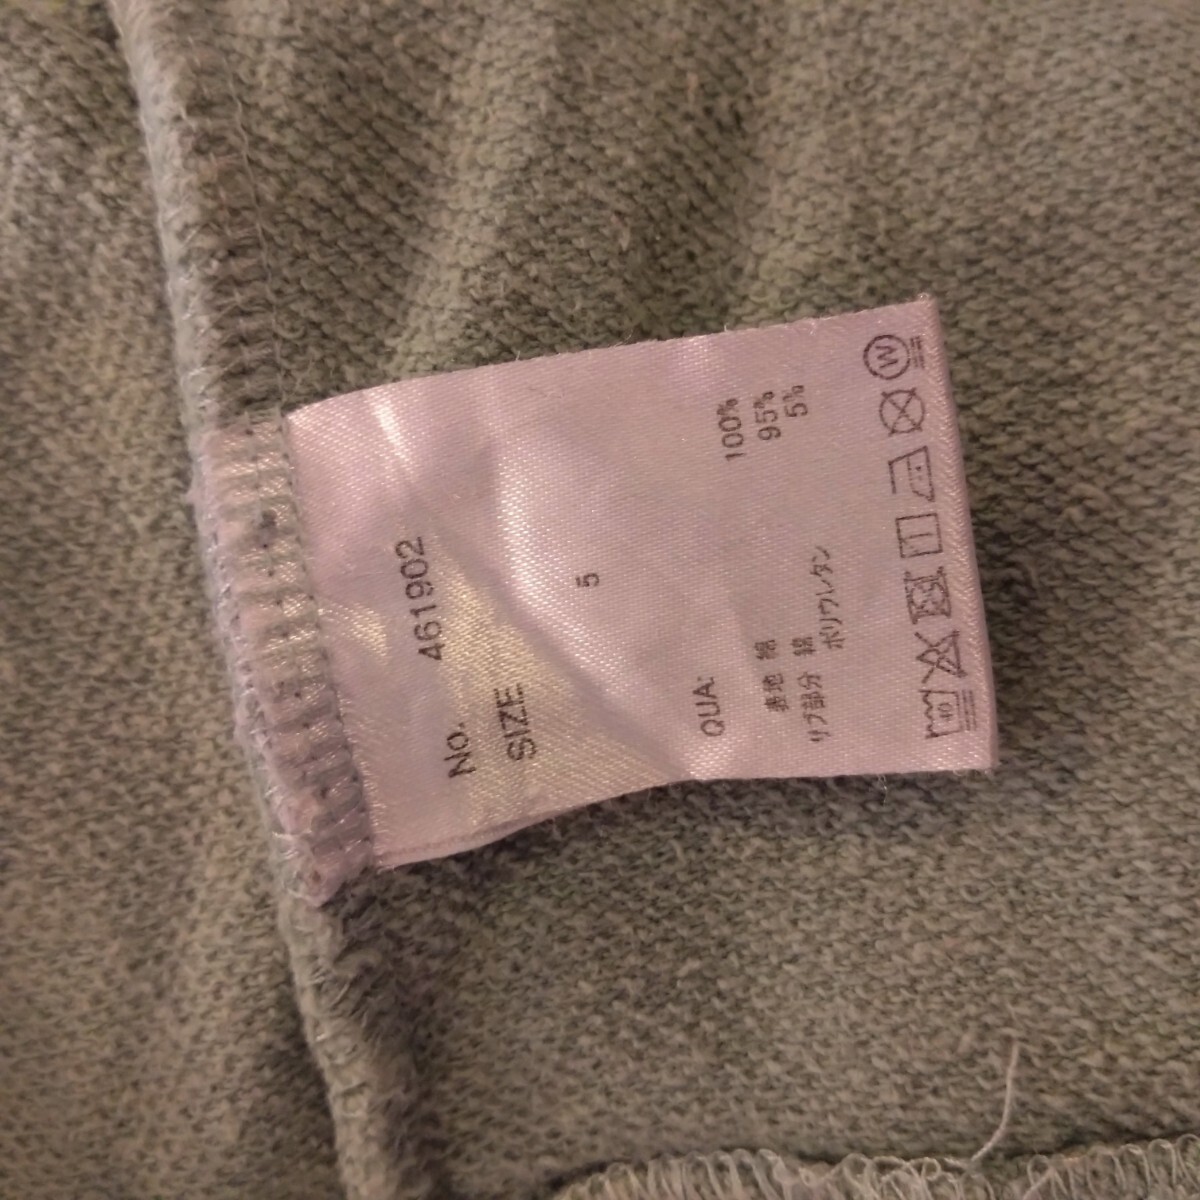 No. 461902
SIZE 5
QUA:
表地 綿 100%
リブ部分 綿 95%
ポリウレタン 5%
40
W